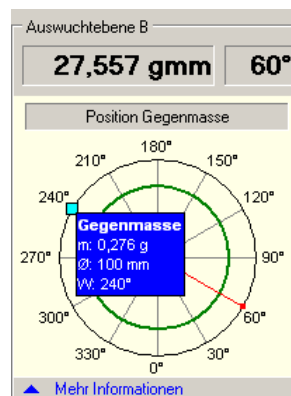 Auswuchtebene B
27,557 gmm 60°
Position Gegenmasse
180°
210° 150°
240° 120°
Gegenmasse
m: 0,276 g
270° 90°
Ø: 100 mm
W: 240°
300° 60°
330° 30°
0°
Mehr Informationen